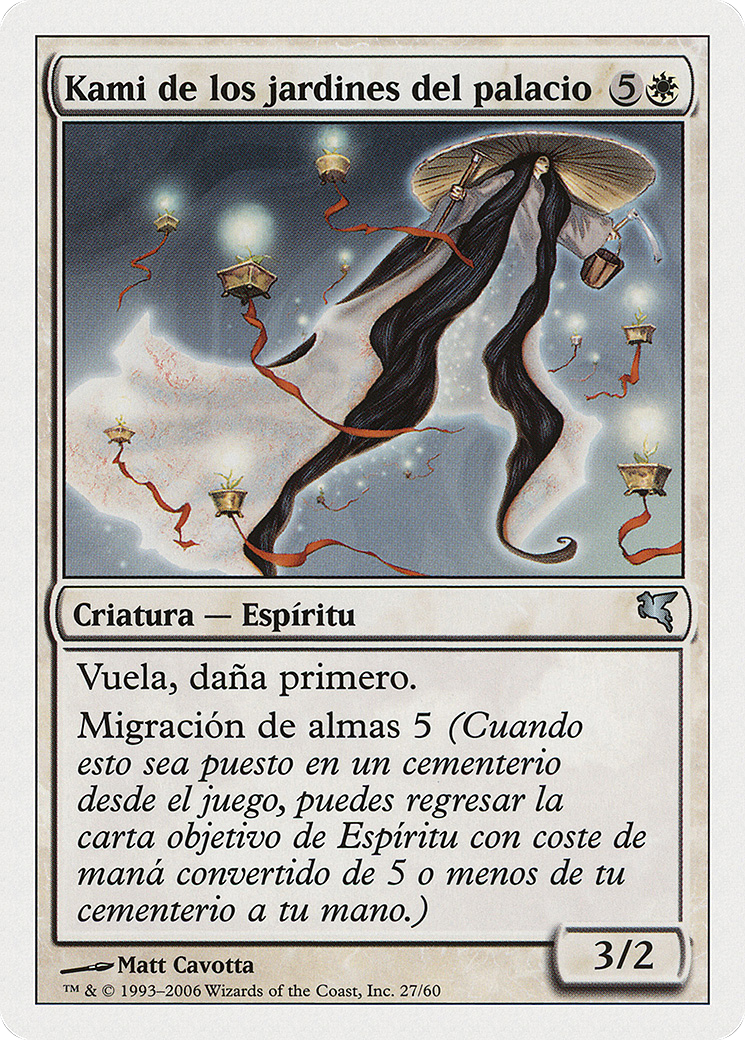 Kami de los jardines del palacio 5
Criatura — Espíritu
Vuela, daña primero.
Migración de almas 5 (Cuando
esto sea puesto en un cementerio
desde el juego, puedes regresar la
carta objetivo de Espíritu con coste de
maná convertido de 5 o menos de tu
cementerio a tu mano.)
3/2
Matt Cavotta
™ & © 1993–2006 Wizards of the Coast, Inc. 27/60